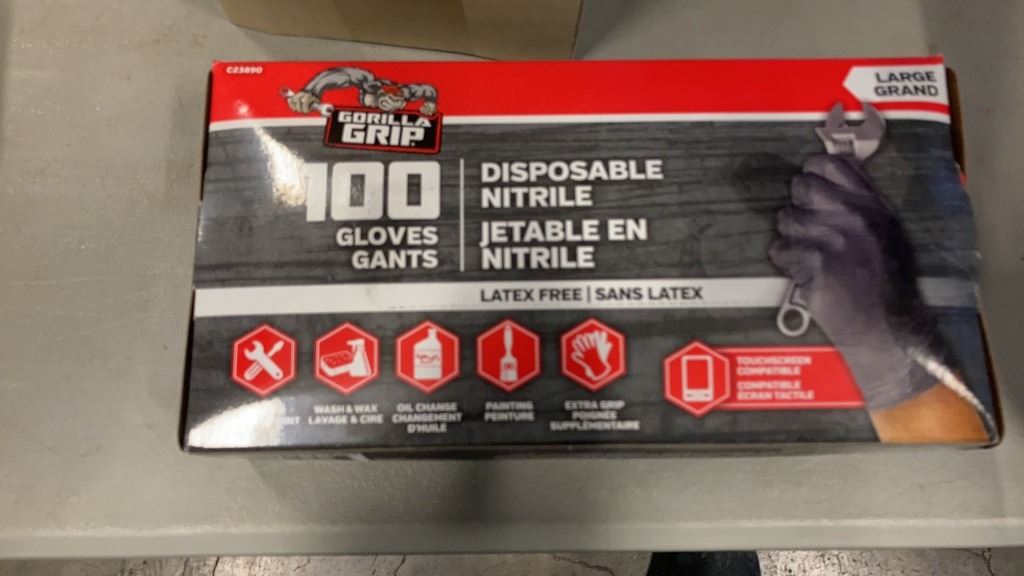 C23890
LARGE
GRAND
GORILLA
GRIP
100
GLOVES
GANTS
DISPOSABLE
NITRILE
JETABLE EN
NITRILE
LATEX FREE | SANS LATEX
WASH & WAX
LAVAGE & CIRE
OIL CHANGE
CHANGEMENT
D'HUILE
PAINTING
PEINTURE
EXTRA GRIP
POIGNÉE
SUPPLÉMENTAIRE
TOUCHSCREEN
COMPATIBLE
COMPATIBLE
ÉCRAN TACTILE